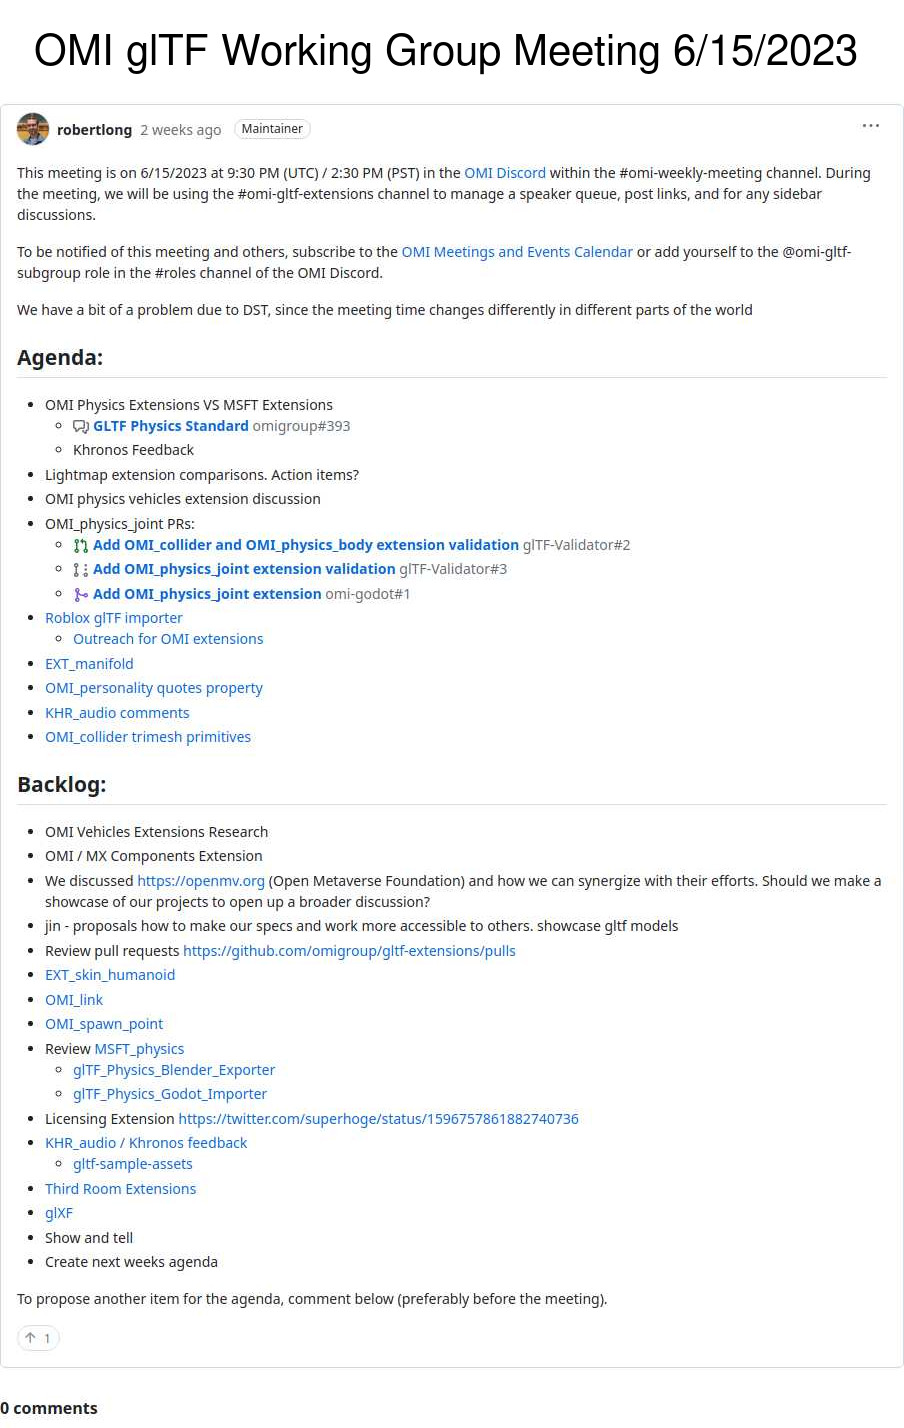 OMI glTF Working Group Meeting 6/15/2023
robertlong 2 weeks ago Maintainer
This meeting is on 6/15/2023 at 9:30 PM (UTC) / 2:30 PM (PST) in the OMI Discord within the #omi-weekly-meeting channel. During
the meeting, we will be using the #omi-gltf-extensions channel to manage a speaker queue, post links, and for any sidebar
discussions.
To be notified of this meeting and others, subscribe to the OMI Meetings and Events Calendar or add yourself to the @omi-gltf-
subgroup role in the #roles channel of the OMI Discord.
We have a bit of a problem due to DST, since the meeting time changes differently in different parts of the world
Agenda:
OMI Physics Extensions VS MSFT Extensions
GLTF Physics Standard omigroup#393
Khronos Feedback
Lightmap extension comparisons. Action items?
OMI physics vehicles extension discussion
OMI_physics_joint PRs:
Add OMI_collider and OMI_physics_body extension validation glTF-Validator#2
Add OMI_physics_joint extension validation glTF-Validator#3
Add OMI_physics_joint extension omi-godot#1
Roblox glTF importer
Outreach for OMI extensions
EXT_manifold
OMI_personality quotes property
KHR_audio comments
OMI_collider trimesh primitives
Backlog:
OMI Vehicles Extensions Research
OMI / MX Components Extension
We discussed https://openmv.org (Open Metaverse Foundation) and how we can synergize with their efforts. Should we make a
showcase of our projects to open up a broader discussion?
jin - proposals how to make our specs and work more accessible to others. showcase gltf models
Review pull requests https://github.com/omigroup/gltf-extensions/pulls
EXT_skin_humanoid
OMI_link
OMI_spawn_point
Review MSFT_physics
glTF_Physics_Blender_Exporter
glTF_Physics_Godot_Importer
Licensing Extension https://twitter.com/superhoge/status/1596757861882740736
KHR_audio / Khronos feedback
gltf-sample-assets
Third Room Extensions
glXF
Show and tell
Create next weeks agenda
To propose another item for the agenda, comment below (preferably before the meeting).
↑ 1
0 comments